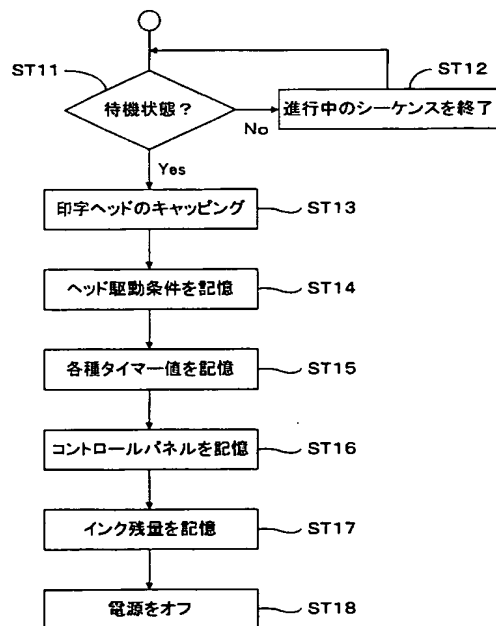 ST11
待機状態？
ST12
進行中のシーケンスを終了
No
Yes
印字ヘッドのキャッピング
ST13
ヘッド駆動条件を記憶
ST14
各種タイマー値を記憶
ST15
コントロールパネルを記憶
ST16
インク残量を記憶
ST17
電源をオフ
ST18